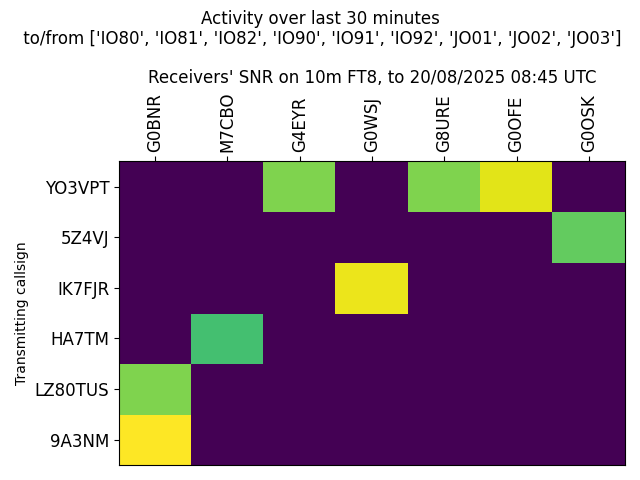 Activity over last 30 minutes
to/from ['IO80', 'IO81', 'IO82', 'IO90', 'IO91', 'IO92', 'JO01', 'JO02', 'JO03']
Receivers' SNR on 10m FT8, to 20/08/2025 08:45 UTC
G0BNR
M7CBO
G4EYR
G0WSJ
G8URE
G0OFE
G0OSK
Transmitting callsign
YO3VPT
5Z4VJ
IK7FJR
HA7TM
LZ80TUS
9A3NM